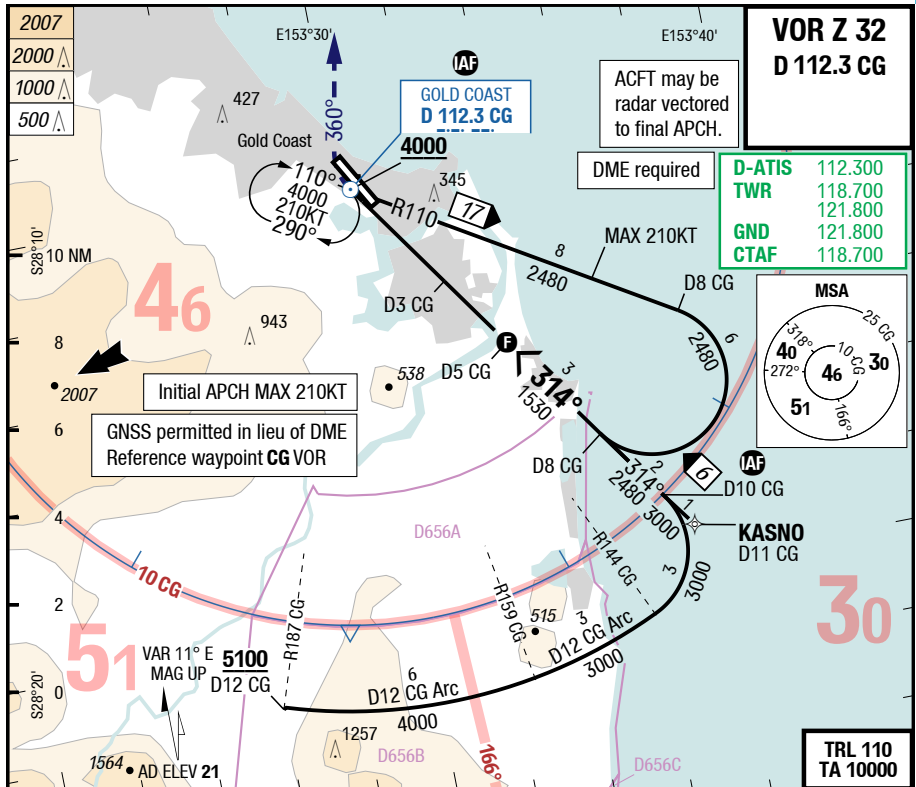 2007
2000
1000
500
E153°30'
E153°40'
VOR Z 32
D 112.3 CG
IAF
GOLD COAST
D 112.3 CG
ACFT may be
radar vectored
to final APCH.
DME required
D-ATIS 112.300
TWR 118.700
121.800
GND 121.800
CTAF 118.700
427
360°
Gold Coast
4000
345
110°
4000
210KT
290°
R110
17
8
2480
MAX 210KT
D8 CG
6
2480
S28°10'
10 NM
46
D3 CG
MSA
25 CG
318°
10 CG
40
30
272°
46
51
166°
943
8
F
D5 CG
538
2007
Initial APCH MAX 210KT
3
314°
1530
6
GNSS permitted in lieu of DME
Reference waypoint CG VOR
D8 CG
2
314°
2480
6
IAF
D10 CG
3000
1
KASNO
D11 CG
4
D656A
R144 CG
10 CG
3
3000
2
R187 CG
R159 CG
515
3
D12 CG Arc
3000
30
51
VAR 11° E
MAG UP
5100
D12 CG
6
D12 CG Arc
4000
S28°20'
0
1257
D656B
166°
D656C
1564
AD ELEV 21
TRL 110
TA 10000